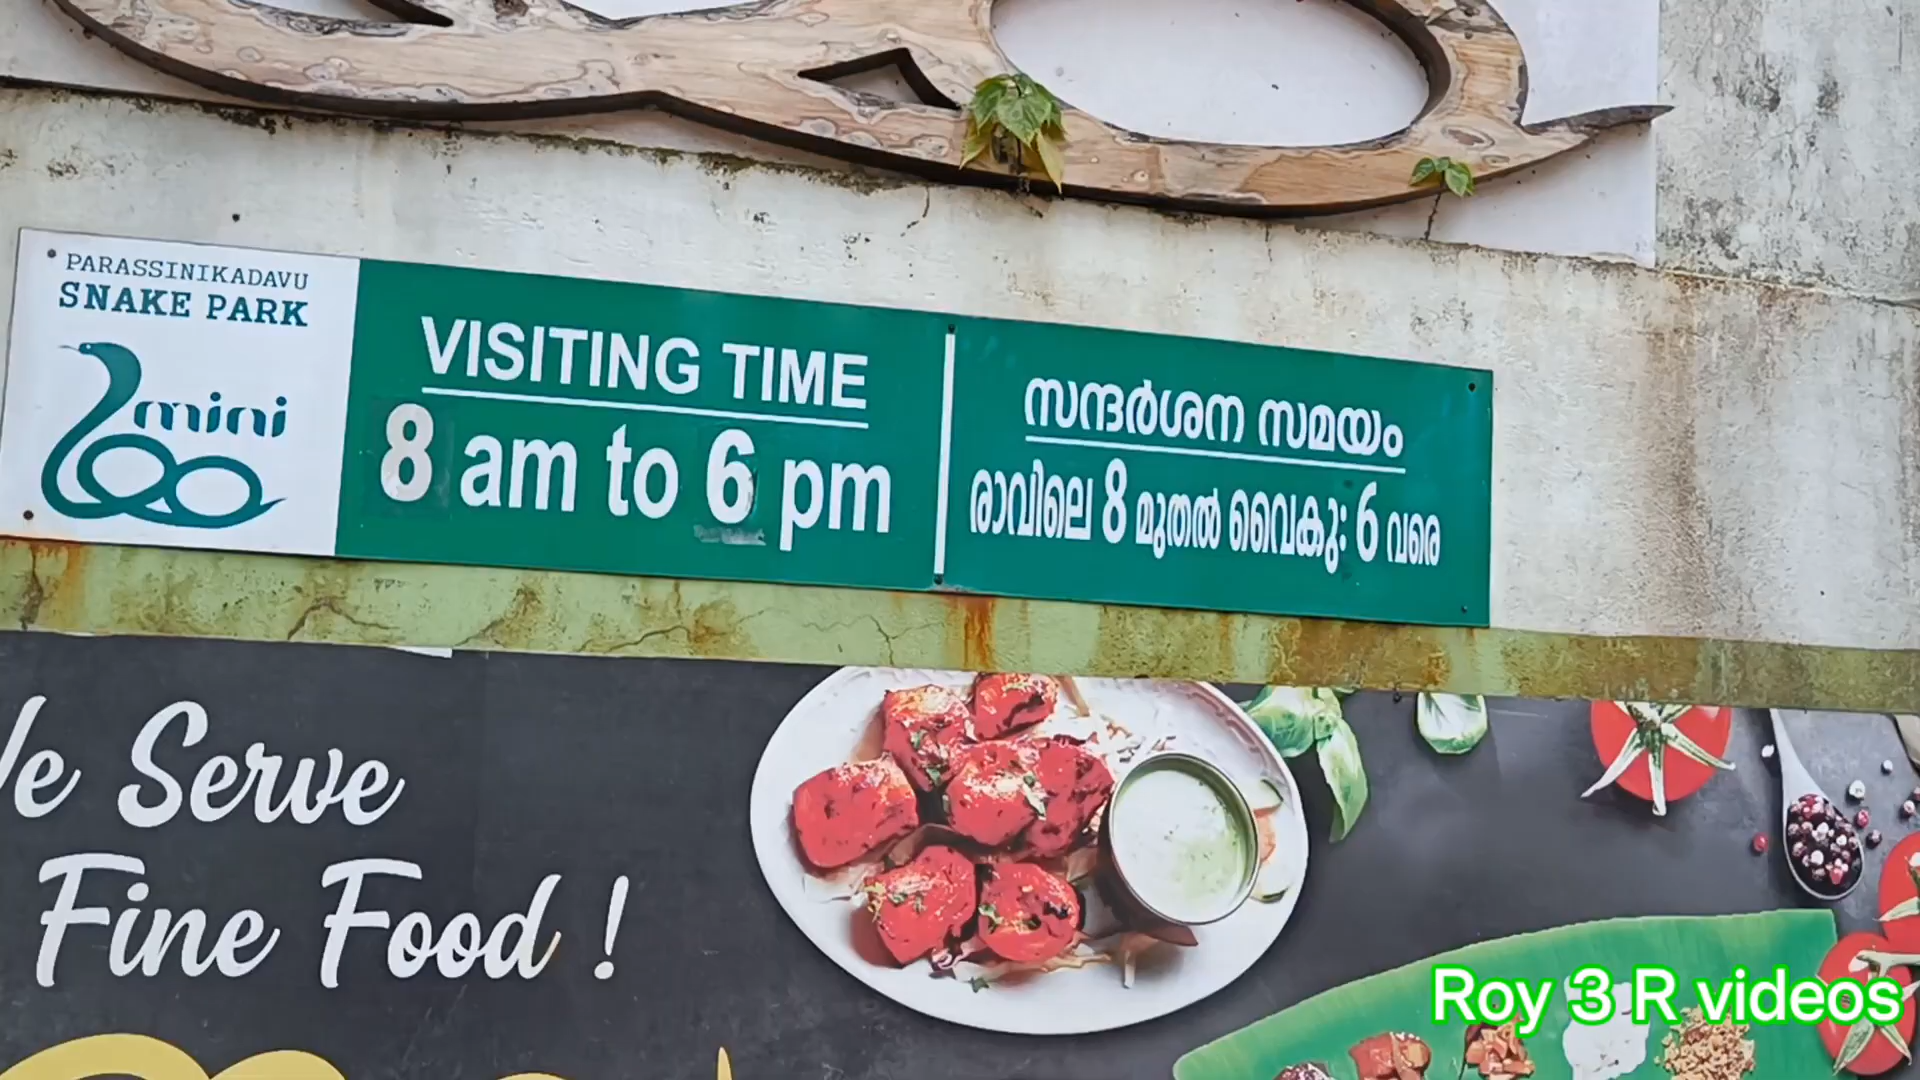 PARASSINIKADAVU
SNAKE PARK
mini
zoo
VISITING TIME
8 am to 6 pm
സന്ദർശന സമയം
രാവിലെ 8 മുതൽ വൈകു: 6 വരെ
We Serve
Fine Food !
Roy 3 R videos